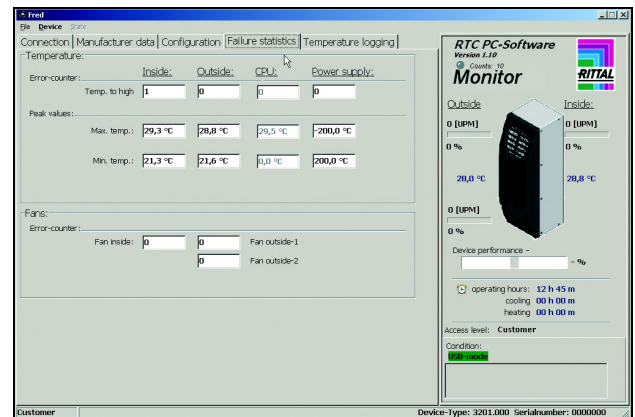 Fred
File Device State
Connection Manufacturer data Configuration Failure statistics Temperature logging
Temperature:
Error-counter: Inside: Outside: CPU: Power supply:
Temp. to high 1 0 0 0
Peak values:
Max. temp.: 29,3 °C 28,8 °C 29,5 °C -200,0 °C
Min. temp.: 21,3 °C 21,6 °C 0,0 °C 200,0 °C
Fans:
Error-counter:
Fan inside: 0 0 Fan outside-1
0 Fan outside-2
RTC PC-Software
Version 1.10
Counts: 10
Monitor
RITTAL
Outside Inside:
0 [UPM] 0 [UPM]
0 % 0 %
28,0 °C 28,8 °C
0 [UPM]
0 %
Device performance -
- %
operating hours: 12 h 45 m
cooling 00 h 00 m
heating 00 h 00 m
Access level: Customer
Condition:
USB-mode
Customer Device-Type: 3201.000 Serialnumber: 0000000